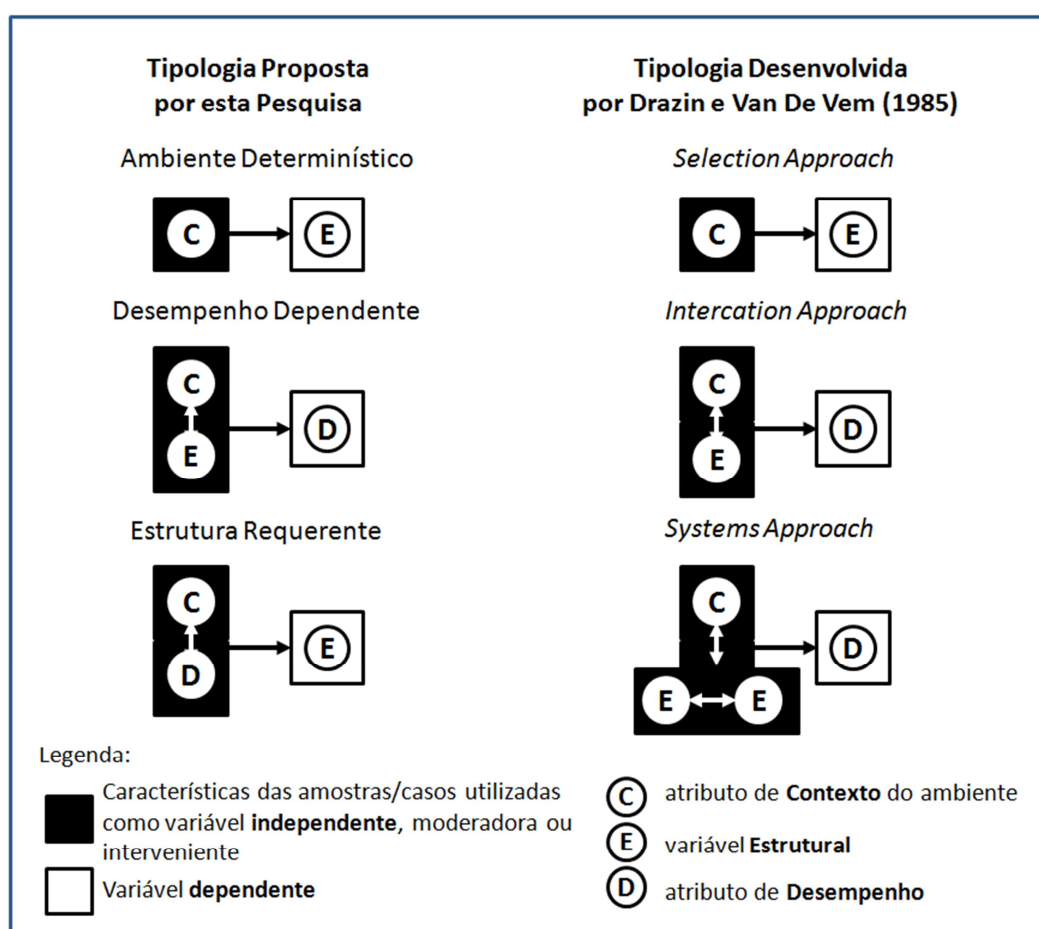 Tipologia Proposta
por esta Pesquisa
Ambiente Determinístico
C
E
Desempenho Dependente
C
E
D
Estrutura Requerente
C
D
E
Tipologia Desenvolvida
por Drazin e Van De Vem (1985)
Selection Approach
C
E
Intercation Approach
C
E
D
Systems Approach
C
E
E
D
Legenda:
Características das amostras/casos utilizadas
como variável independente, moderadora ou
interveniente
Variável dependente
C atributo de Contexto do ambiente
E variável Estrutural
D atributo de Desempenho